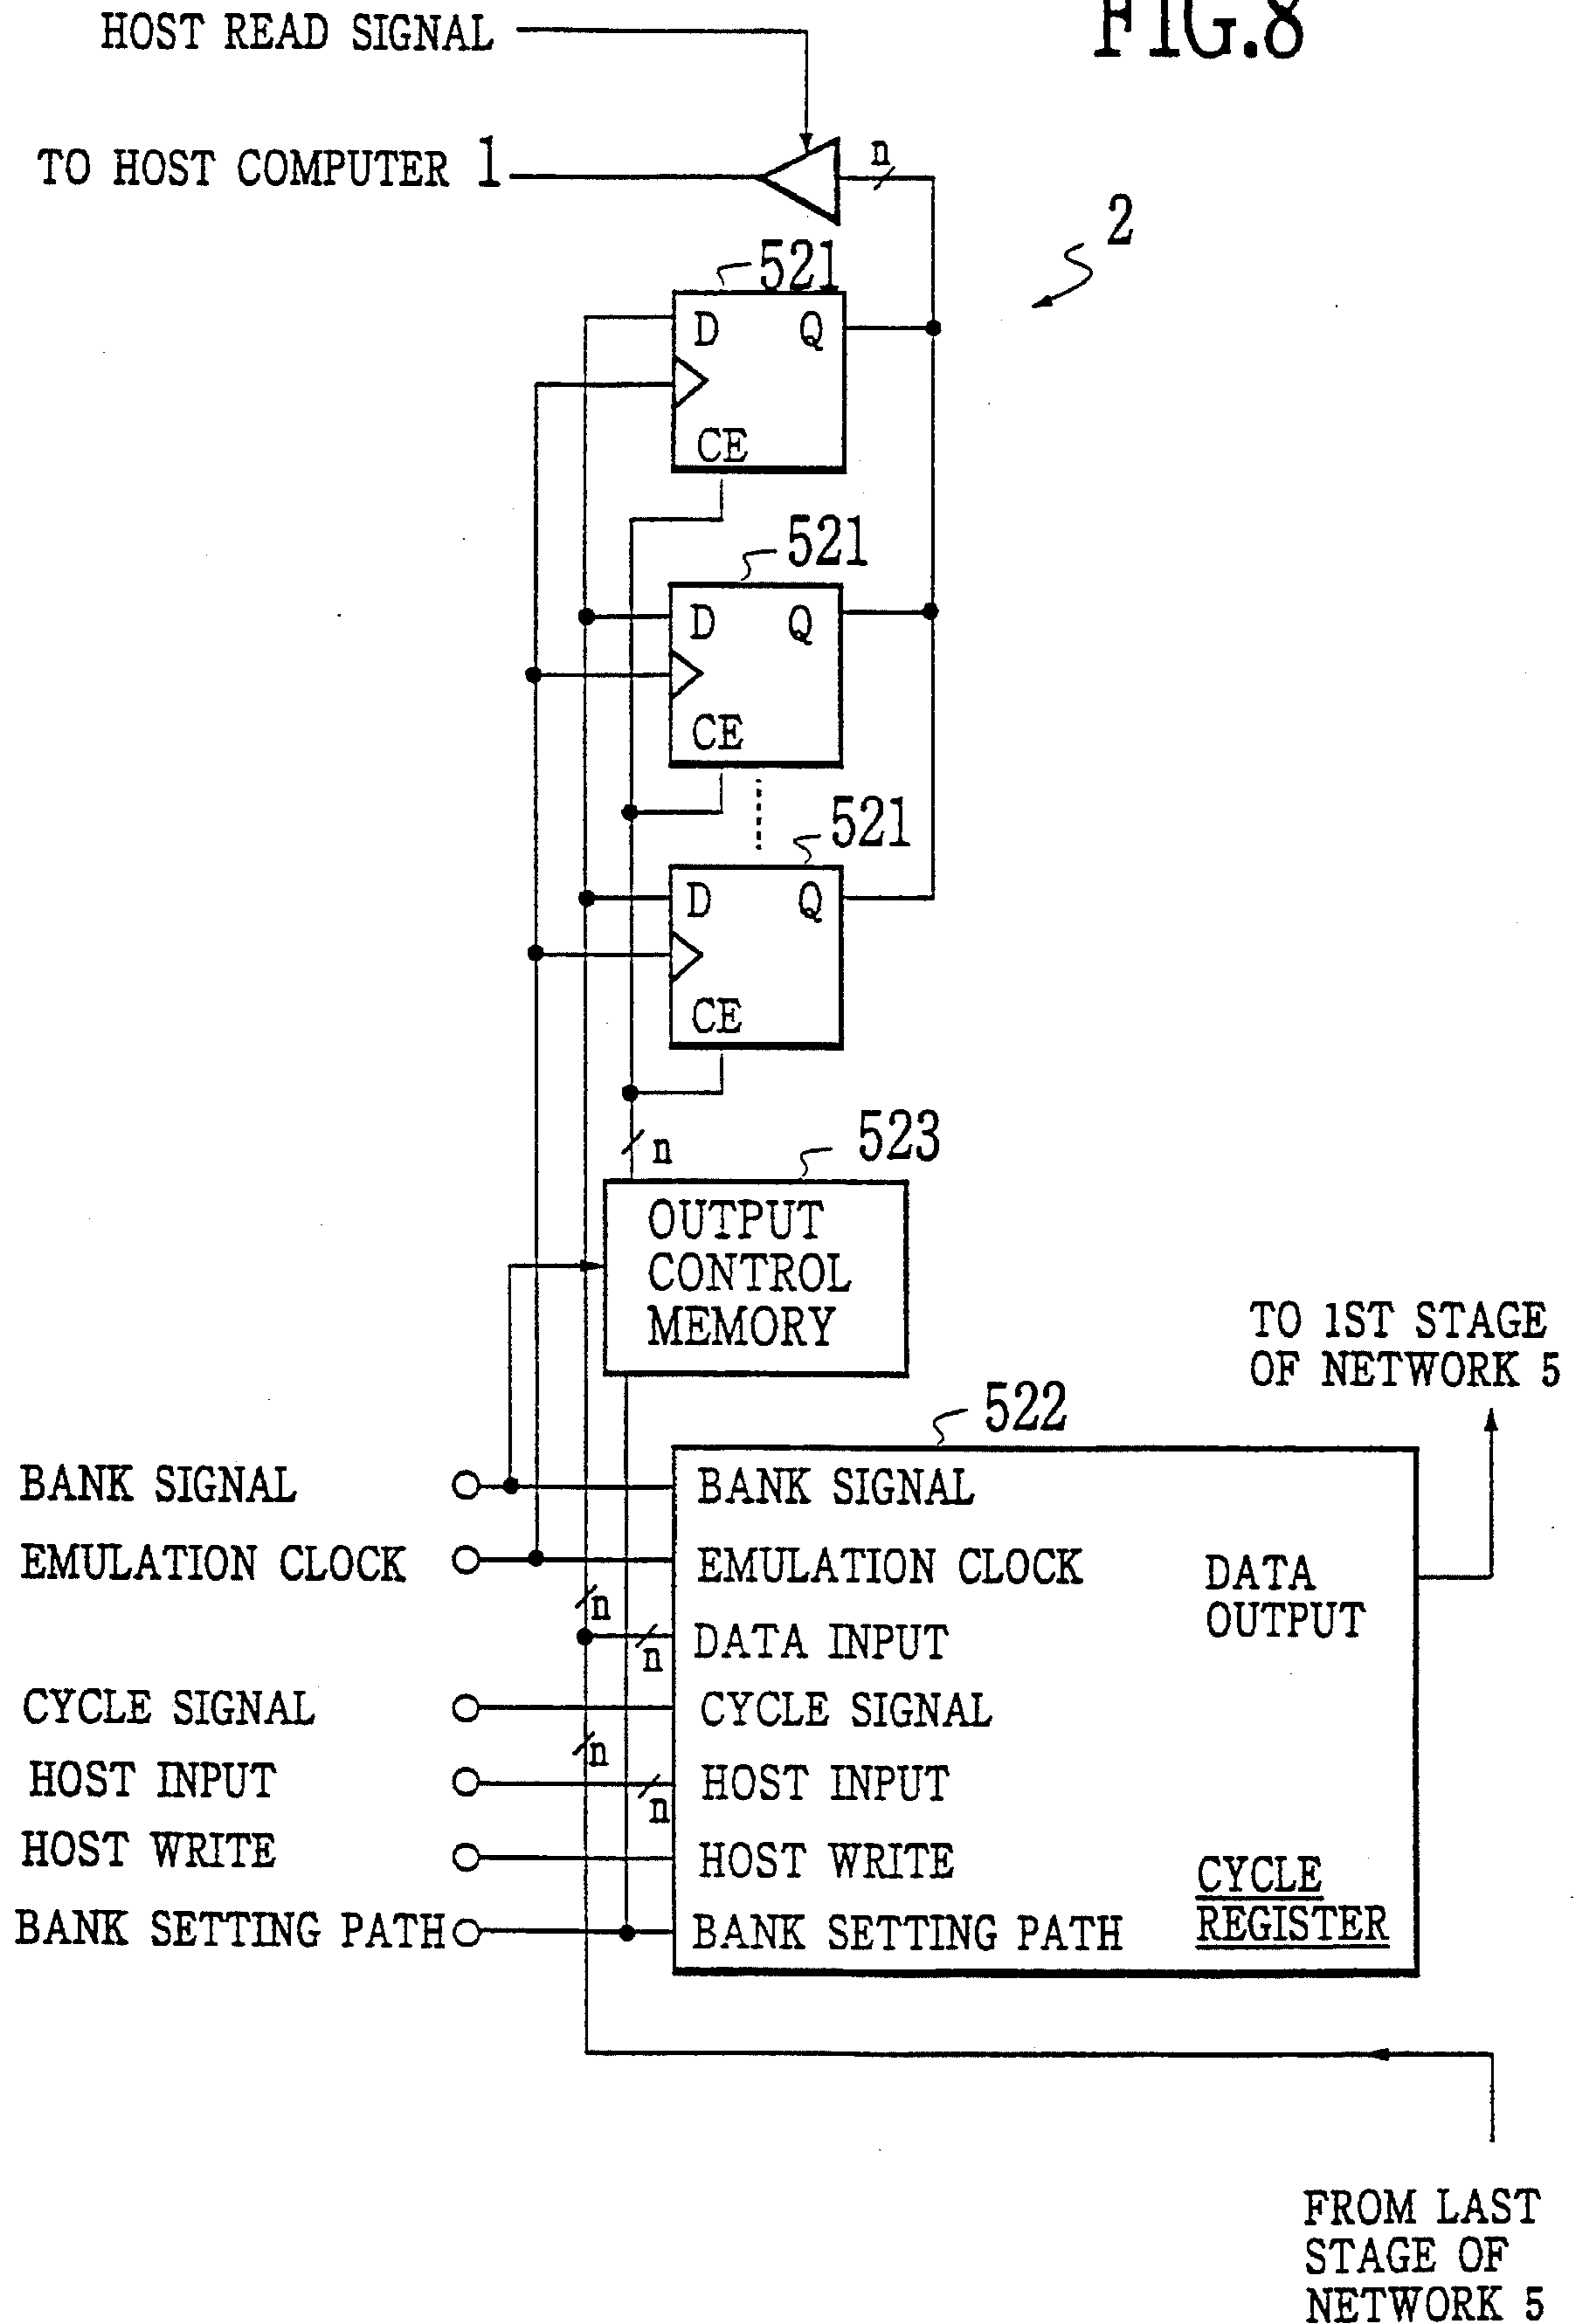 FIG.8
HOST READ SIGNAL
TO HOST COMPUTER 1
n
2
521
D Q
CE
521
D Q
CE
521
D Q
CE
n
523
OUTPUT
CONTROL
MEMORY
TO 1ST STAGE
OF NETWORK 5
522
BANK SIGNAL
BANK SIGNAL
EMULATION CLOCK
EMULATION CLOCK
DATA
OUTPUT
n
DATA INPUT
n
CYCLE SIGNAL
CYCLE SIGNAL
n
HOST INPUT
HOST INPUT
n
HOST WRITE
HOST WRITE
CYCLE
REGISTER
BANK SETTING PATH
BANK SETTING PATH
FROM LAST
STAGE OF
NETWORK 5